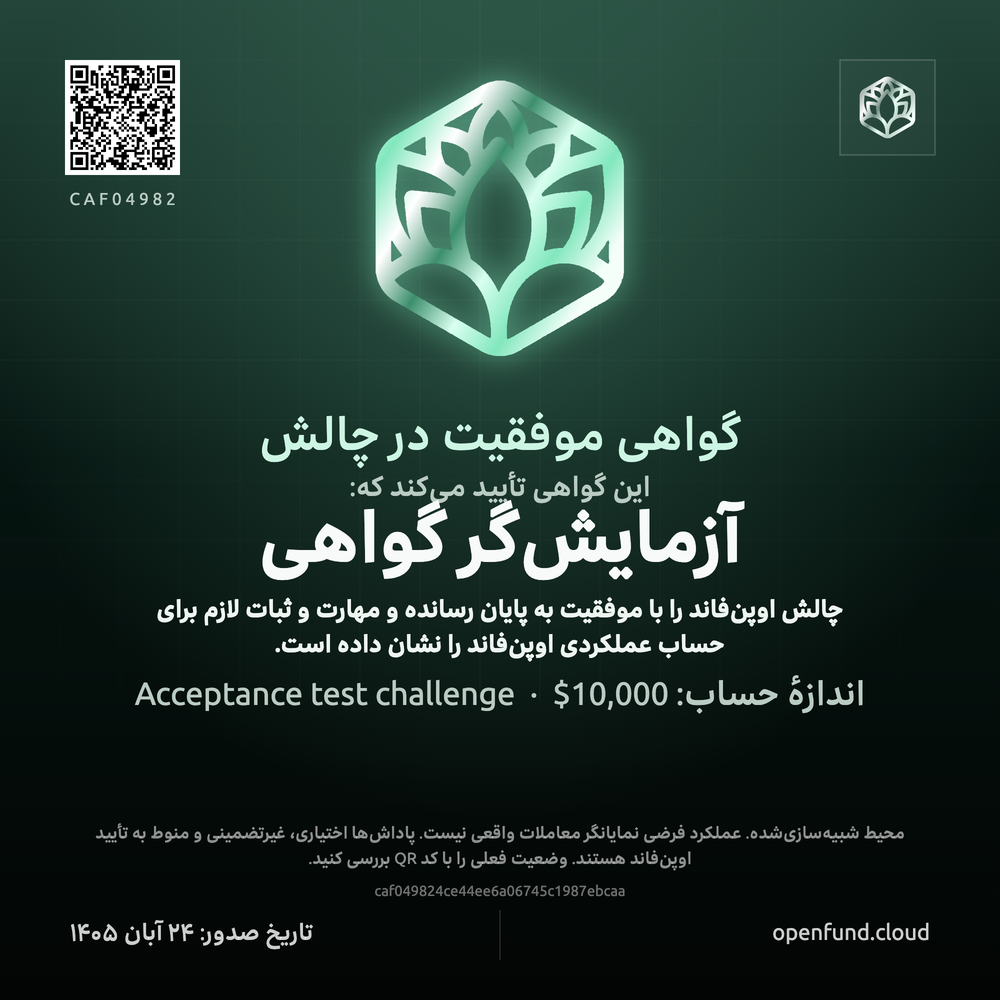 CAF04982
گواهی موفقیت در چالش
این گواهی تأیید می‌کند که:
آزمایش‌گر گواهی
چالش اوپن‌فاند را با موفقیت به پایان رسانده و مهارت و ثبات لازم برای
حساب عملکردی اوپن‌فاند را نشان داده است.
اندازهٔ حساب: $10,000 · Acceptance test challenge
محیط شبیه‌سازی‌شده. عملکرد فرضی نمایانگر معاملات واقعی نیست. پاداش‌ها اختیاری، غیرتضمینی و منوط به تأیید
اوپن‌فاند هستند. وضعیت فعلی را با کد QR بررسی کنید.
caf049824ce44ee6a06745c1987ebcaa
تاریخ صدور: ۲۴ آبان ۱۴۰۵
openfund.cloud